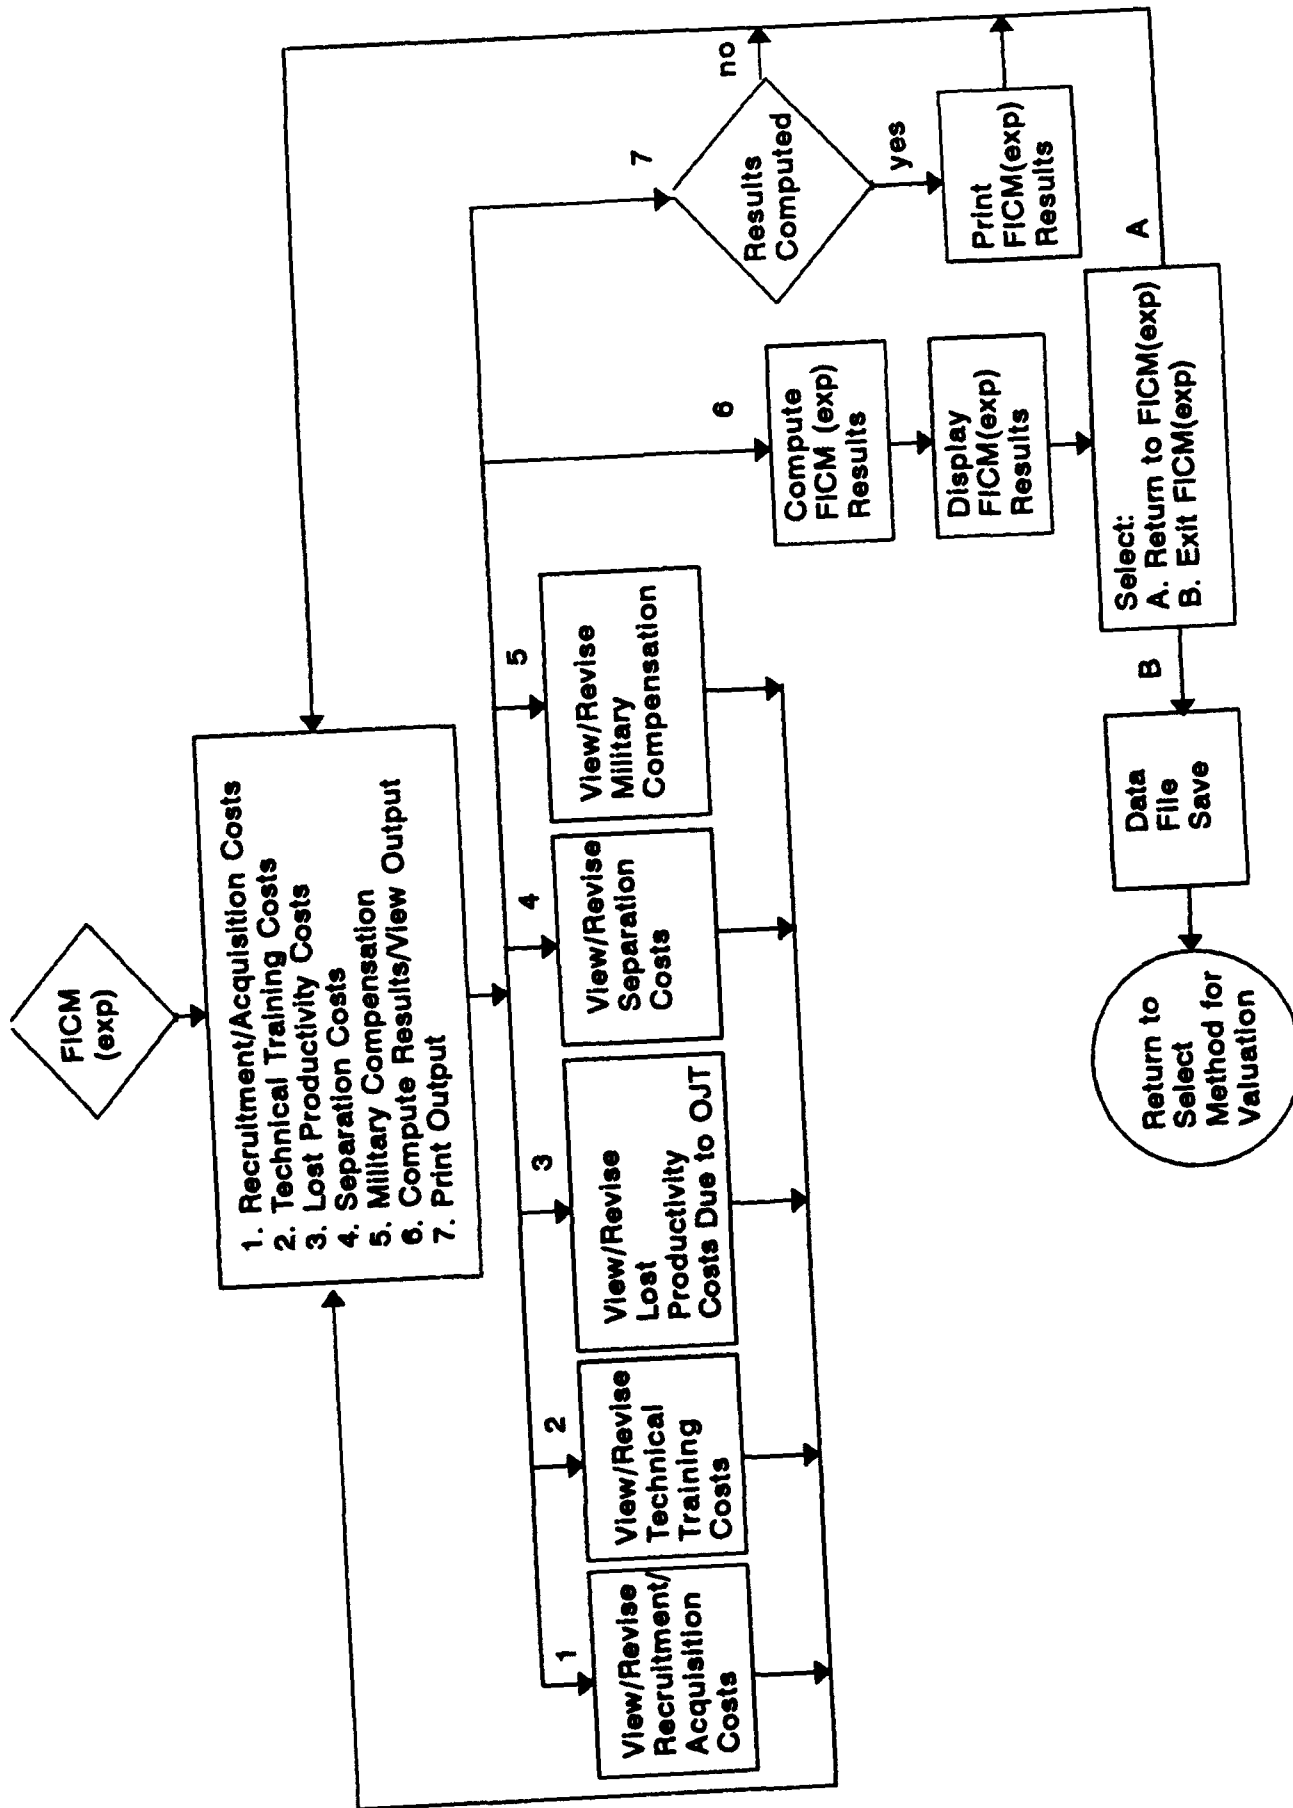 FICM
(exp)
1. Recruitment/Acquisition Costs
2. Technical Training Costs
3. Lost Productivity Costs
4. Separation Costs
5. Military Compensation
6. Compute Results/View Output
7. Print Output
1
View/Revise
Recruitment/
Acquisition
Costs
2
View/Revise
Technical
Training
Costs
3
View/Revise
Lost
Productivity
Costs Due to OJT
4
View/Revise
Separation
Costs
5
View/Revise
Military
Compensation
6
Compute
FICM (exp)
Results
Display
FICM(exp)
Results
7
Results
Computed
no
yes
Print
FICM(exp)
Results
Select:
A. Return to FICM(exp)
B. Exit FICM(exp)
A
B
Data
File
Save
Return to
Select
Method for
Valuation